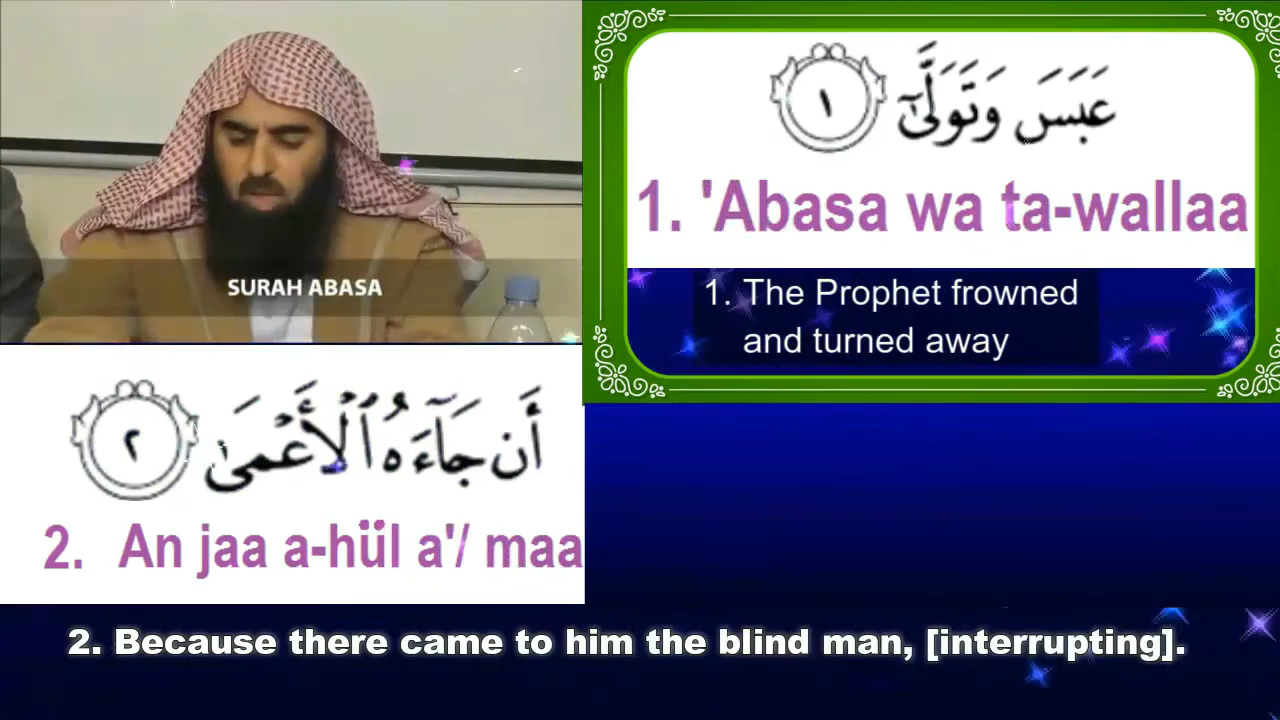 SURAH ABASA
عَبَسَ وَتَوَلَّىٰٓ ١
1. 'Abasa wa ta-wallaa
1. The Prophet frowned
and turned away
أَن جَآءَهُ ٱلْأَعْمَىٰ ٢
2. An jaa a-hül a'/ maa
2. Because there came to him the blind man, [interrupting].